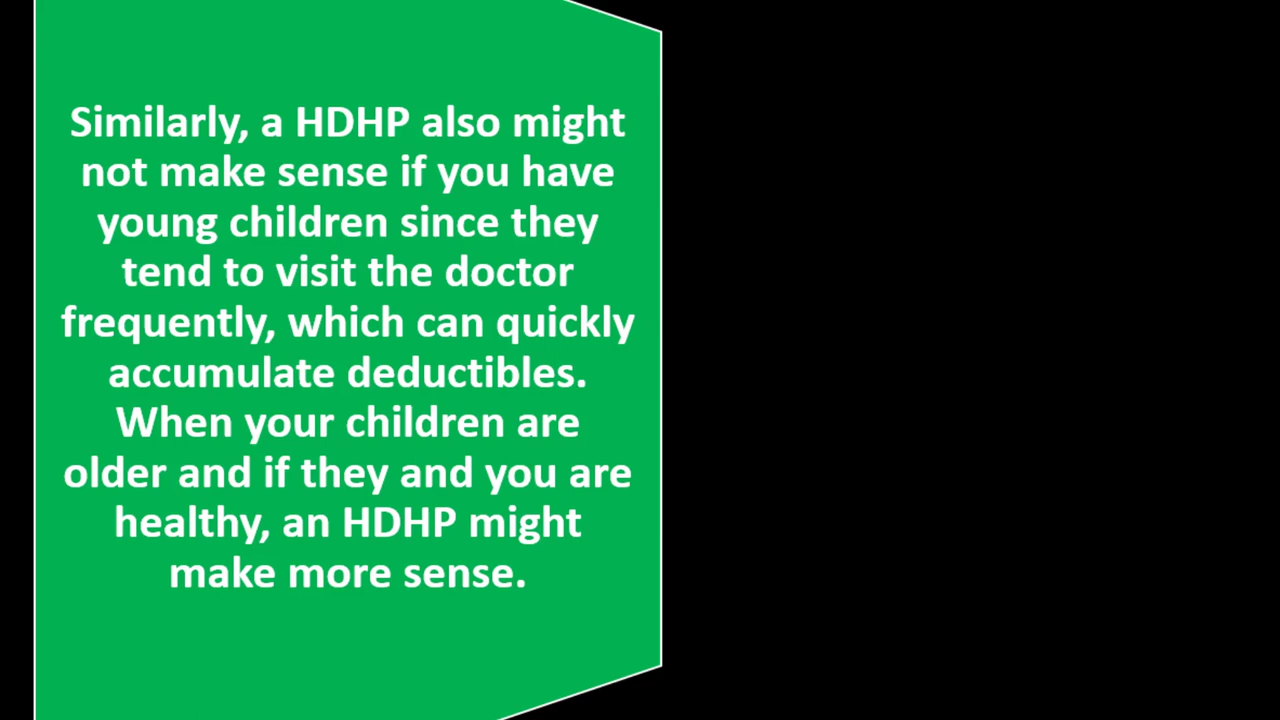 Similarly, a HDHP also might
not make sense if you have
young children since they
tend to visit the doctor
frequently, which can quickly
accumulate deductibles.
When your children are
older and if they and you are
healthy, an HDHP might
make more sense.